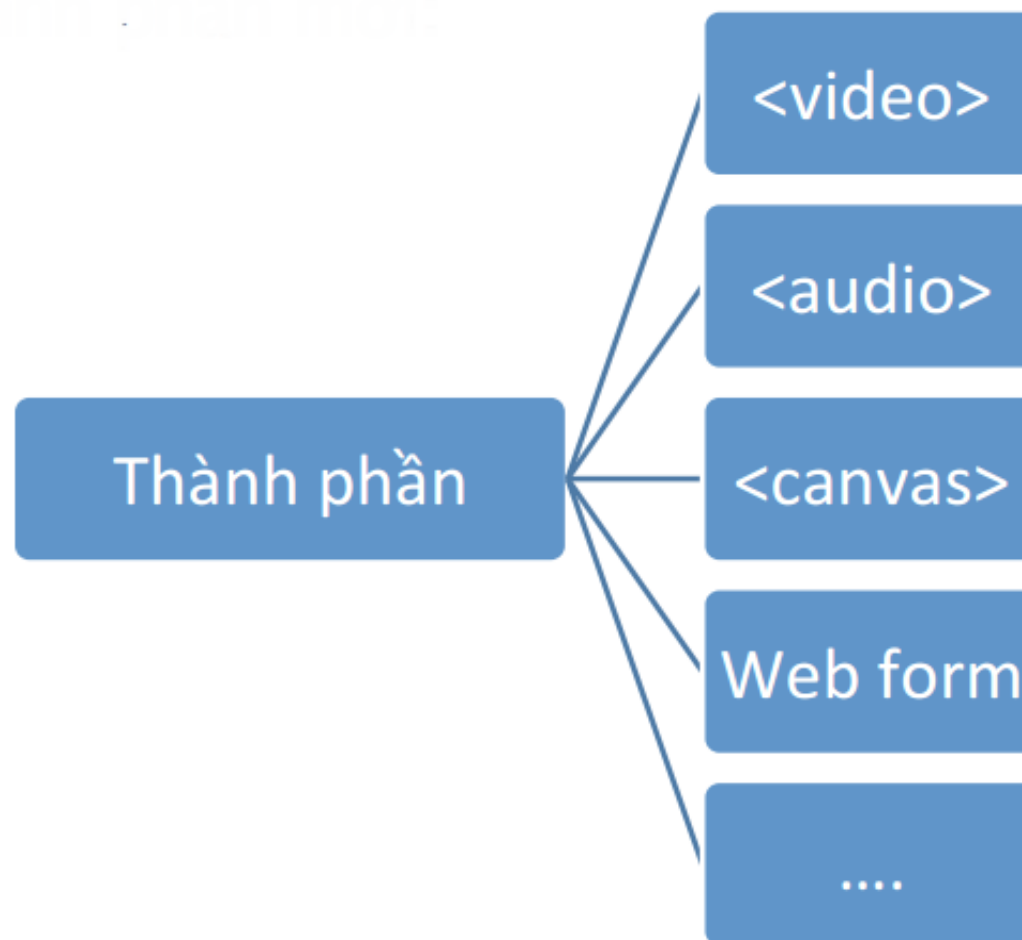 <video>
<audio>
Thành phần
<canvas>
Web form
....